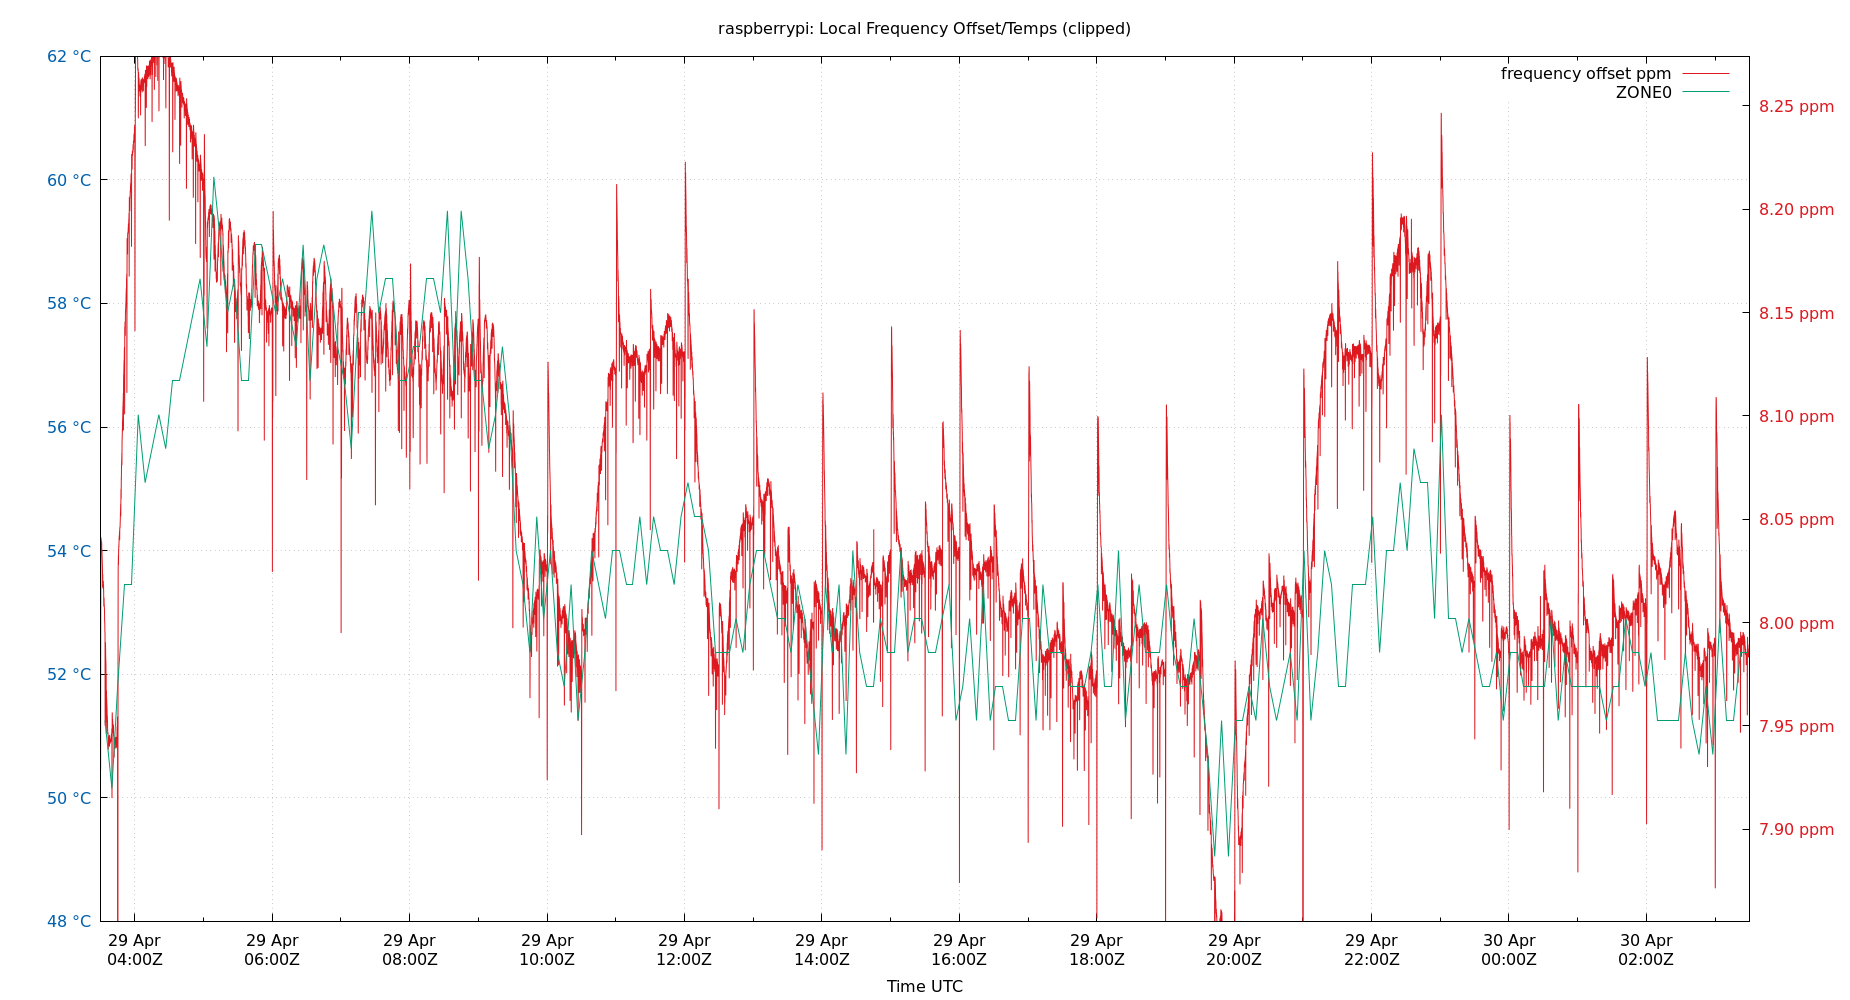 raspberrypi: Local Frequency Offset/Temps (clipped)
frequency offset ppm
ZONE0
62 °C
60 °C
58 °C
56 °C
54 °C
52 °C
50 °C
48 °C
8.25 ppm
8.20 ppm
8.15 ppm
8.10 ppm
8.05 ppm
8.00 ppm
7.95 ppm
7.90 ppm
29 Apr
04:00Z
29 Apr
06:00Z
29 Apr
08:00Z
29 Apr
10:00Z
29 Apr
12:00Z
29 Apr
14:00Z
29 Apr
16:00Z
29 Apr
18:00Z
29 Apr
20:00Z
29 Apr
22:00Z
30 Apr
00:00Z
30 Apr
02:00Z
Time UTC